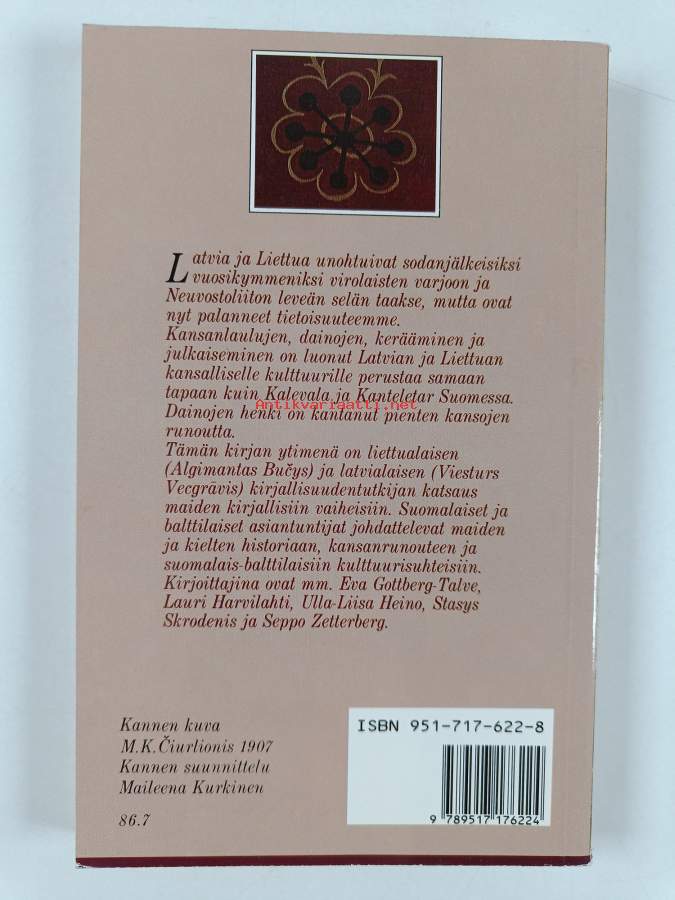 Latvia ja Liettua unohtuivat sodanjälkeisiksi
vuosikymmeniksi virolaisten varjoon ja
Neuvostoliiton leveän selän taakse, mutta ovat
nyt palanneet tietoisuuteemme.
Kansanlaulujen, dainojen, kerääminen ja
julkaiseminen on luonut Latvian ja Liettuan
kansalliselle kulttuurille perustaa samaan
tapaan kuin Kalevala ja Kanteletar Suomessa.
Antikvariaatti.net
Dainojen henki on kantanut pienten kansojen
runoutta.
Tämän kirjan ytimenä on liettualaisen
(Algimantas Bučys) ja latvialaisen (Viesturs
Vecgrāvis) kirjallisuudentutkijan katsaus
maiden kirjallisiin vaiheisiin. Suomalaiset ja
balttilaiset asiantuntijat johdattelevat maiden
ja kielten historiaan, kansanrunouteen ja
suomalais-balttilaisiin kulttuurisuhteisiin.
Kirjoittajina ovat mm. Eva Gottberg-Talve,
Lauri Harvilahti, Ulla-Liisa Heino, Stasys
Skrodenis ja Seppo Zetterberg.
Kannen kuva
M.K.Čiurlionis 1907
Kannen suunnittelu
Maileena Kurkinen
86.7
ISBN 951-717-622-8
9 789517 176224